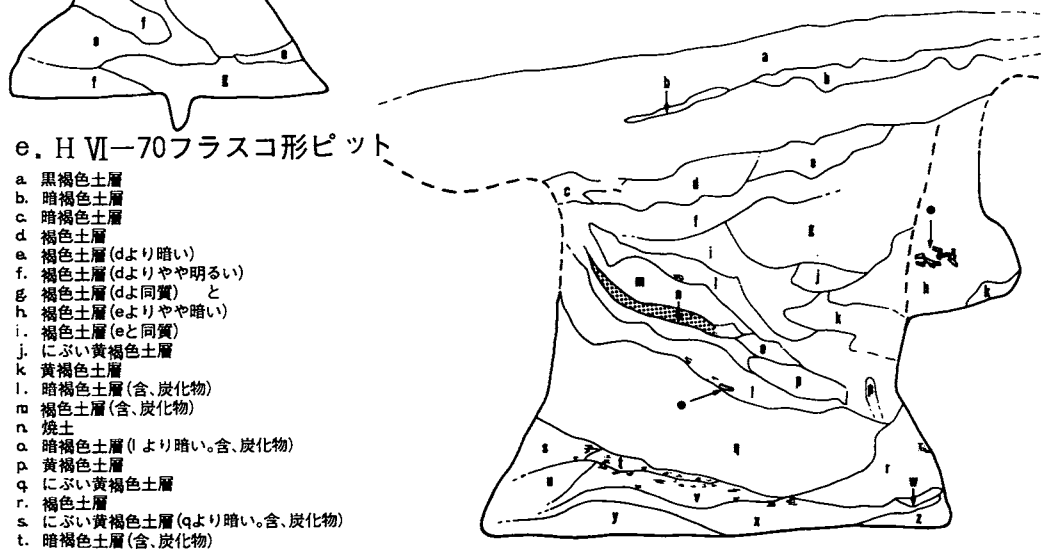 f
s
e
f
g
a
b
b
e. H Ⅵ—70フラスコ形ピット
a. 黒褐色土層
b. 暗褐色土層
c. 暗褐色土層
d. 褐色土層
e. 褐色土層(dより暗い)
f. 褐色土層(dよりやや明るい)
g. 褐色土層(dよ同質) と
h. 褐色土層(eよりやや暗い)
i. 褐色土層(eと同質)
j. にぶい黄褐色土層
k. 黄褐色土層
l. 暗褐色土層(含、炭化物)
m. 褐色土層(含、炭化物)
n. 焼土
o. 暗褐色土層(lより暗い。含、炭化物)
p. 黄褐色土層
q. にぶい黄褐色土層
r. 褐色土層
s. にぶい黄褐色土層(qより暗い。含、炭化物)
t. 暗褐色土層(含、炭化物)
e
c d
f g
i
m j
n
h k
k
l p
q
s t r
u v w
y x z